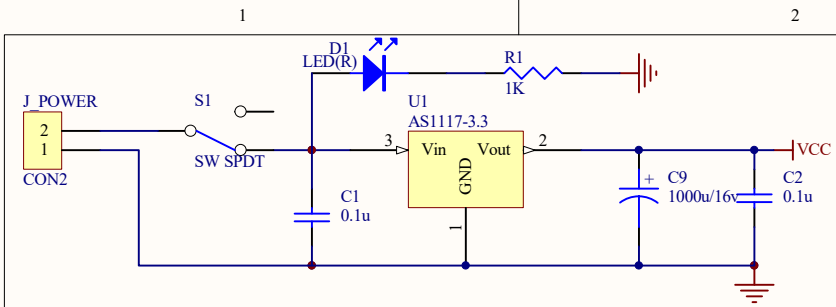 1
2
D1
LED(R)
R1
1K
J_POWER
2
1
CON2
S1
SW SPDT
U1
AS1117-3.3
3
Vin
Vout
2
GND
1
C1
0.1u
+
C9
1000u/16v
VCC
C2
0.1u